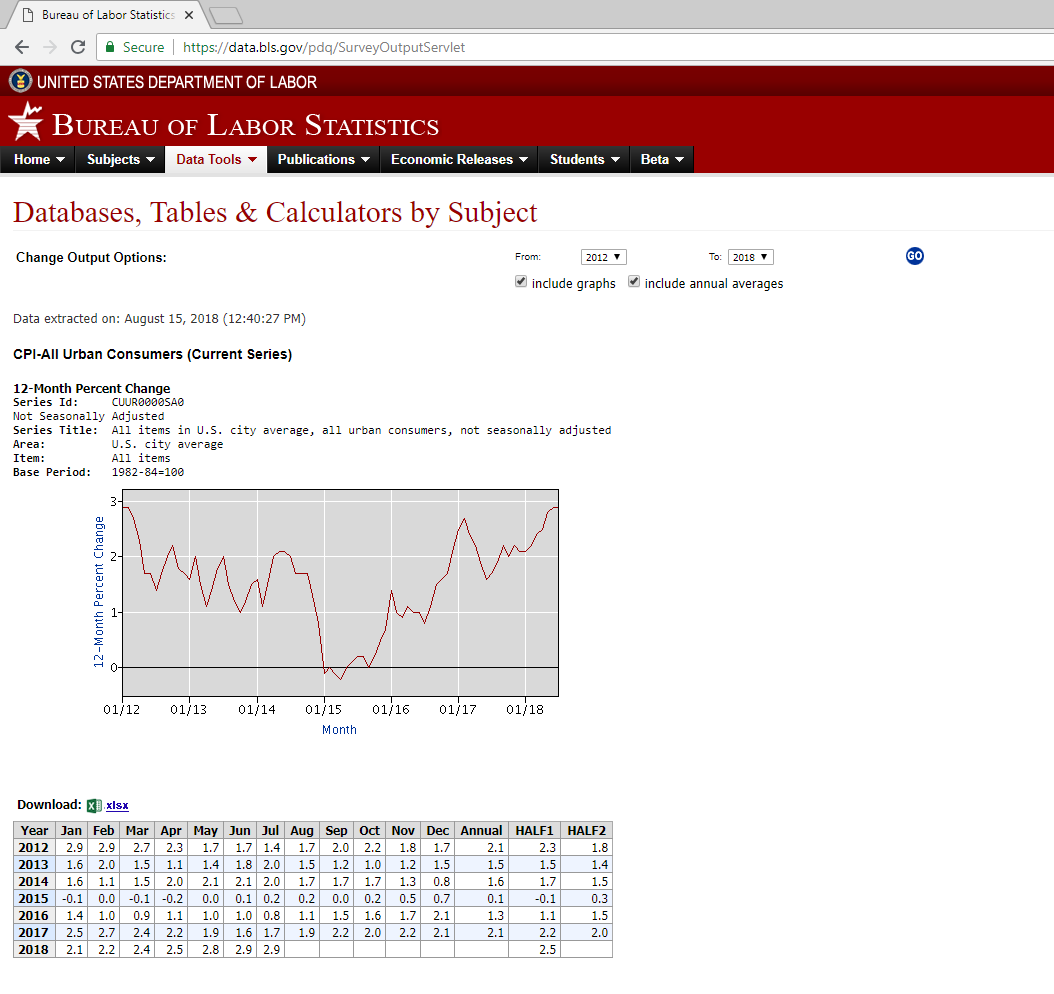 Bureau of Labor Statistics
Secure https://data.bls.gov/pdq/SurveyOutputServlet
UNITED STATES DEPARTMENT OF LABOR
BUREAU OF LABOR STATISTICS
Home Subjects Data Tools Publications Economic Releases Students Beta
Databases, Tables & Calculators by Subject
Change Output Options: From: 2012 To: 2018 GO
include graphs include annual averages
Data extracted on: August 15, 2018 (12:40:27 PM)
CPI-All Urban Consumers (Current Series)
12-Month Percent Change
Series Id: CUUR0000SA0
Not Seasonally Adjusted
Series Title: All items in U.S. city average, all urban consumers, not seasonally adjusted
Area: U.S. city average
Item: All items
Base Period: 1982-84=100
12-Month Percent Change
3
2
1
0
01/12 01/13 01/14 01/15 01/16 01/17 01/18
Month
Download: xlsx
Year Jan Feb Mar Apr May Jun Jul Aug Sep Oct Nov Dec Annual HALF1 HALF2
2012 2.9 2.9 2.7 2.3 1.7 1.7 1.4 1.7 2.0 2.2 1.8 1.7 2.1 2.3 1.8
2013 1.6 2.0 1.5 1.1 1.4 1.8 2.0 1.5 1.2 1.0 1.2 1.5 1.5 1.5 1.4
2014 1.6 1.1 1.5 2.0 2.1 2.1 2.0 1.7 1.7 1.7 1.3 0.8 1.6 1.7 1.5
2015 -0.1 0.0 -0.1 -0.2 0.0 0.1 0.2 0.2 0.0 0.2 0.5 0.7 0.1 -0.1 0.3
2016 1.4 1.0 0.9 1.1 1.0 1.0 0.8 1.1 1.5 1.6 1.7 2.1 1.3 1.1 1.5
2017 2.5 2.7 2.4 2.2 1.9 1.6 1.7 1.9 2.2 2.0 2.2 2.1 2.1 2.2 2.0
2018 2.1 2.2 2.4 2.5 2.8 2.9 2.9 2.5